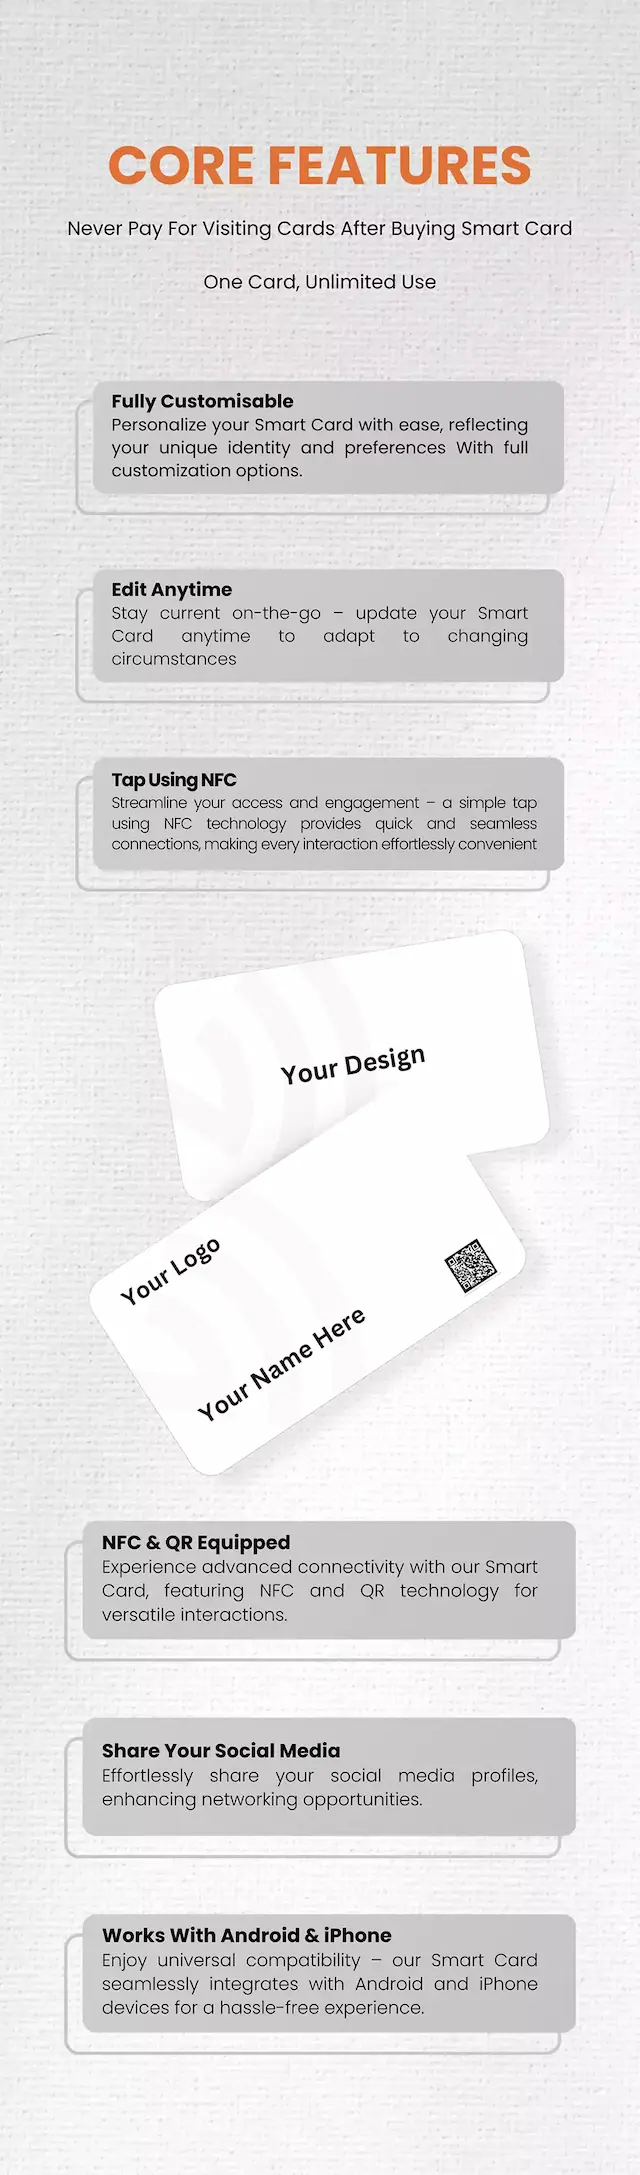 CORE FEATURES
Never Pay For Visiting Cards After Buying Smart Card
One Card, Unlimited Use
Fully Customisable
Personalize your Smart Card with ease, reflecting
your unique identity and preferences With full
customization options.
Edit Anytime
Stay current on-the-go – update your Smart
Card anytime to adapt to changing
circumstances
Tap Using NFC
Streamline your access and engagement – a simple tap
using NFC technology provides quick and seamless
connections, making every interaction effortlessly convenient
Your Design
Your Logo
Your Name Here
NFC & QR Equipped
Experience advanced connectivity with our Smart
Card, featuring NFC and QR technology for
versatile interactions.
Share Your Social Media
Effortlessly share your social media profiles,
enhancing networking opportunities.
Works With Android & iPhone
Enjoy universal compatibility – our Smart Card
seamlessly integrates with Android and iPhone
devices for a hassle-free experience.